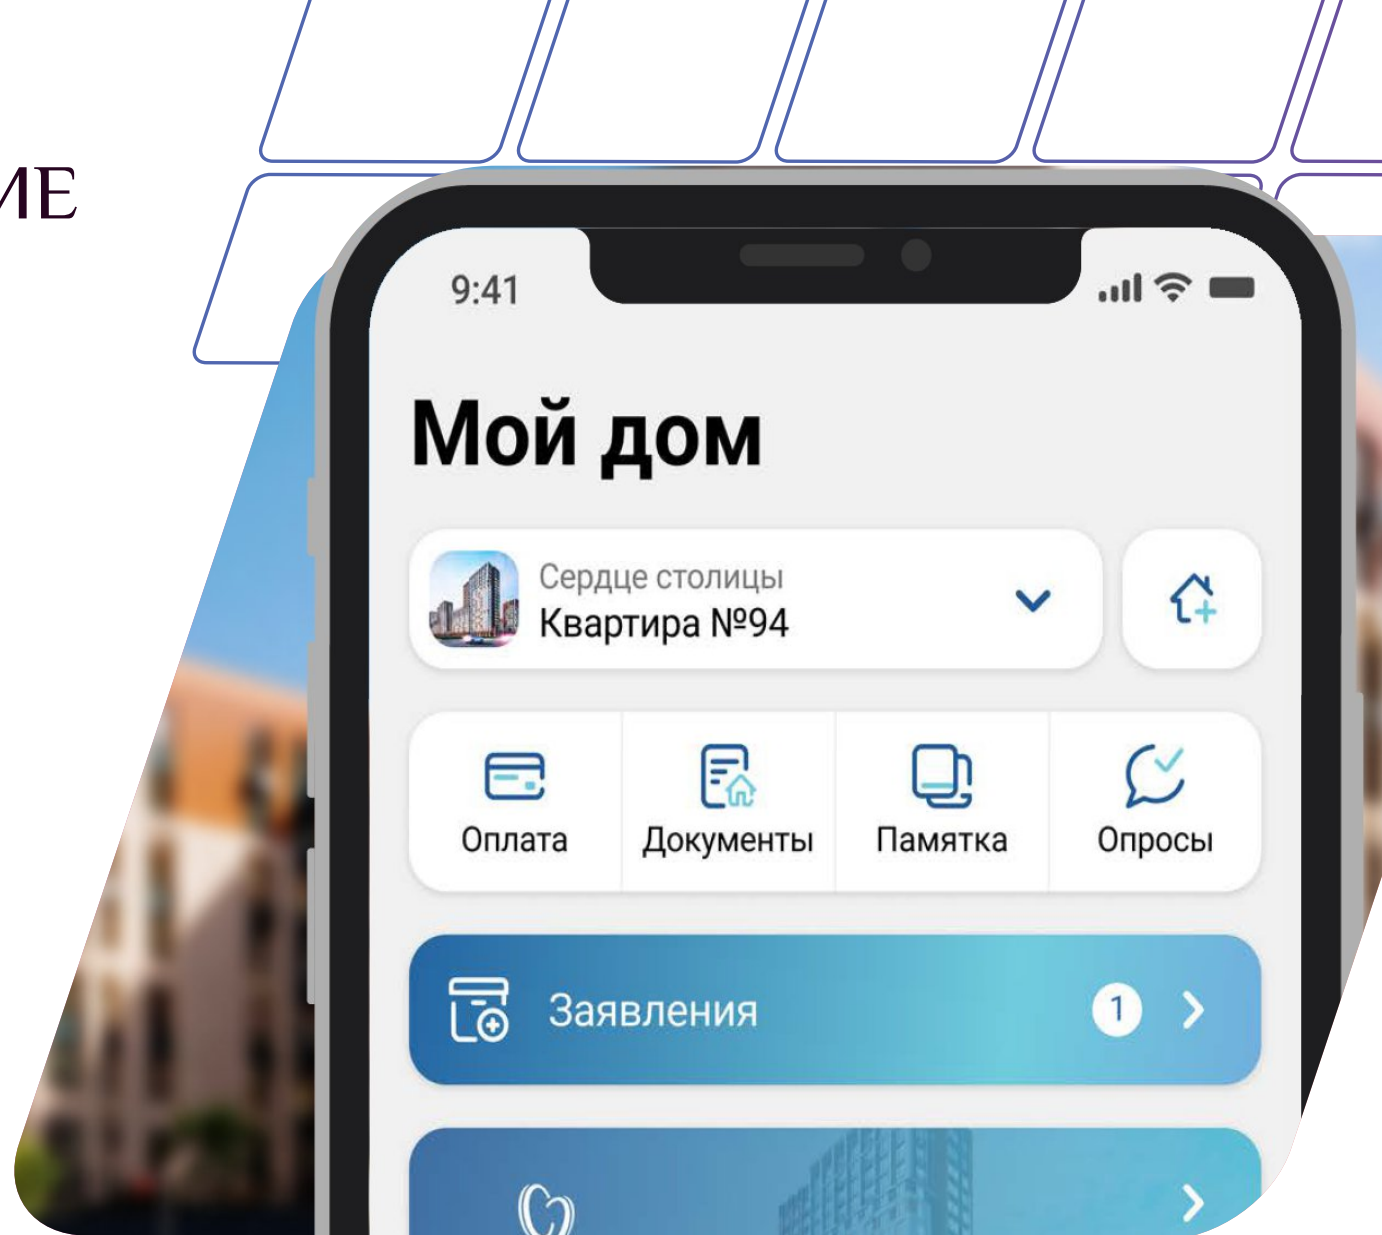 ИЕ
9:41
Мой дом
Сердце столицы
Квартира №94
Оплата
Документы
Памятка
Опросы
Заявления
1